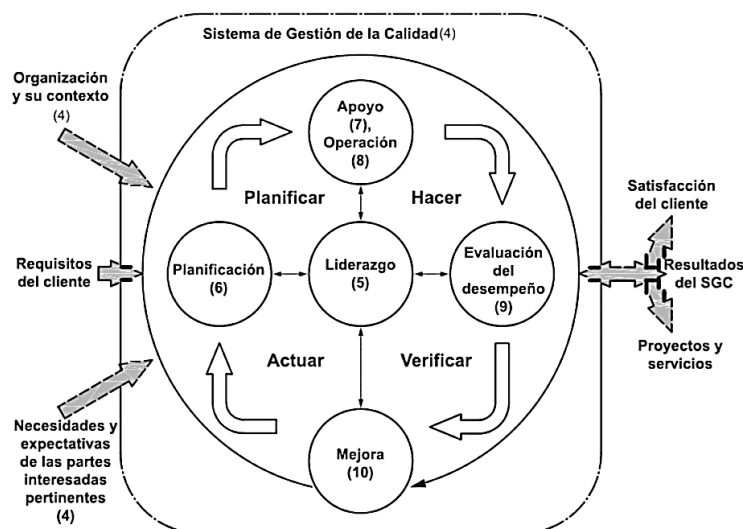 Sistema de Gestión de la Calidad(4)
Organización
y su contexto
(4)
Apoyo
(7),
Operación
(8)
Planificar
Hacer
Satisfacción
del cliente
Requisitos
del cliente
Planificación
(6)
Liderazgo
(5)
Evaluación
del
desempeño
(9)
Resultados
del SGC
Actuar
Verificar
Proyectos y
servicios
Necesidades y
expectativas
de las partes
interesadas
pertinentes
(4)
Mejora
(10)